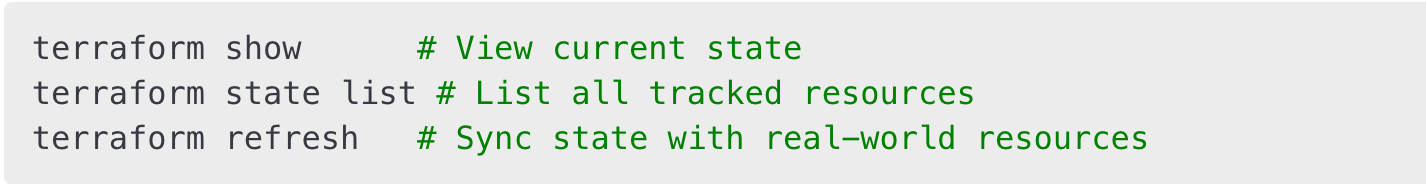 terraform show      # View current state
terraform state list # List all tracked resources
terraform refresh   # Sync state with real-world resources